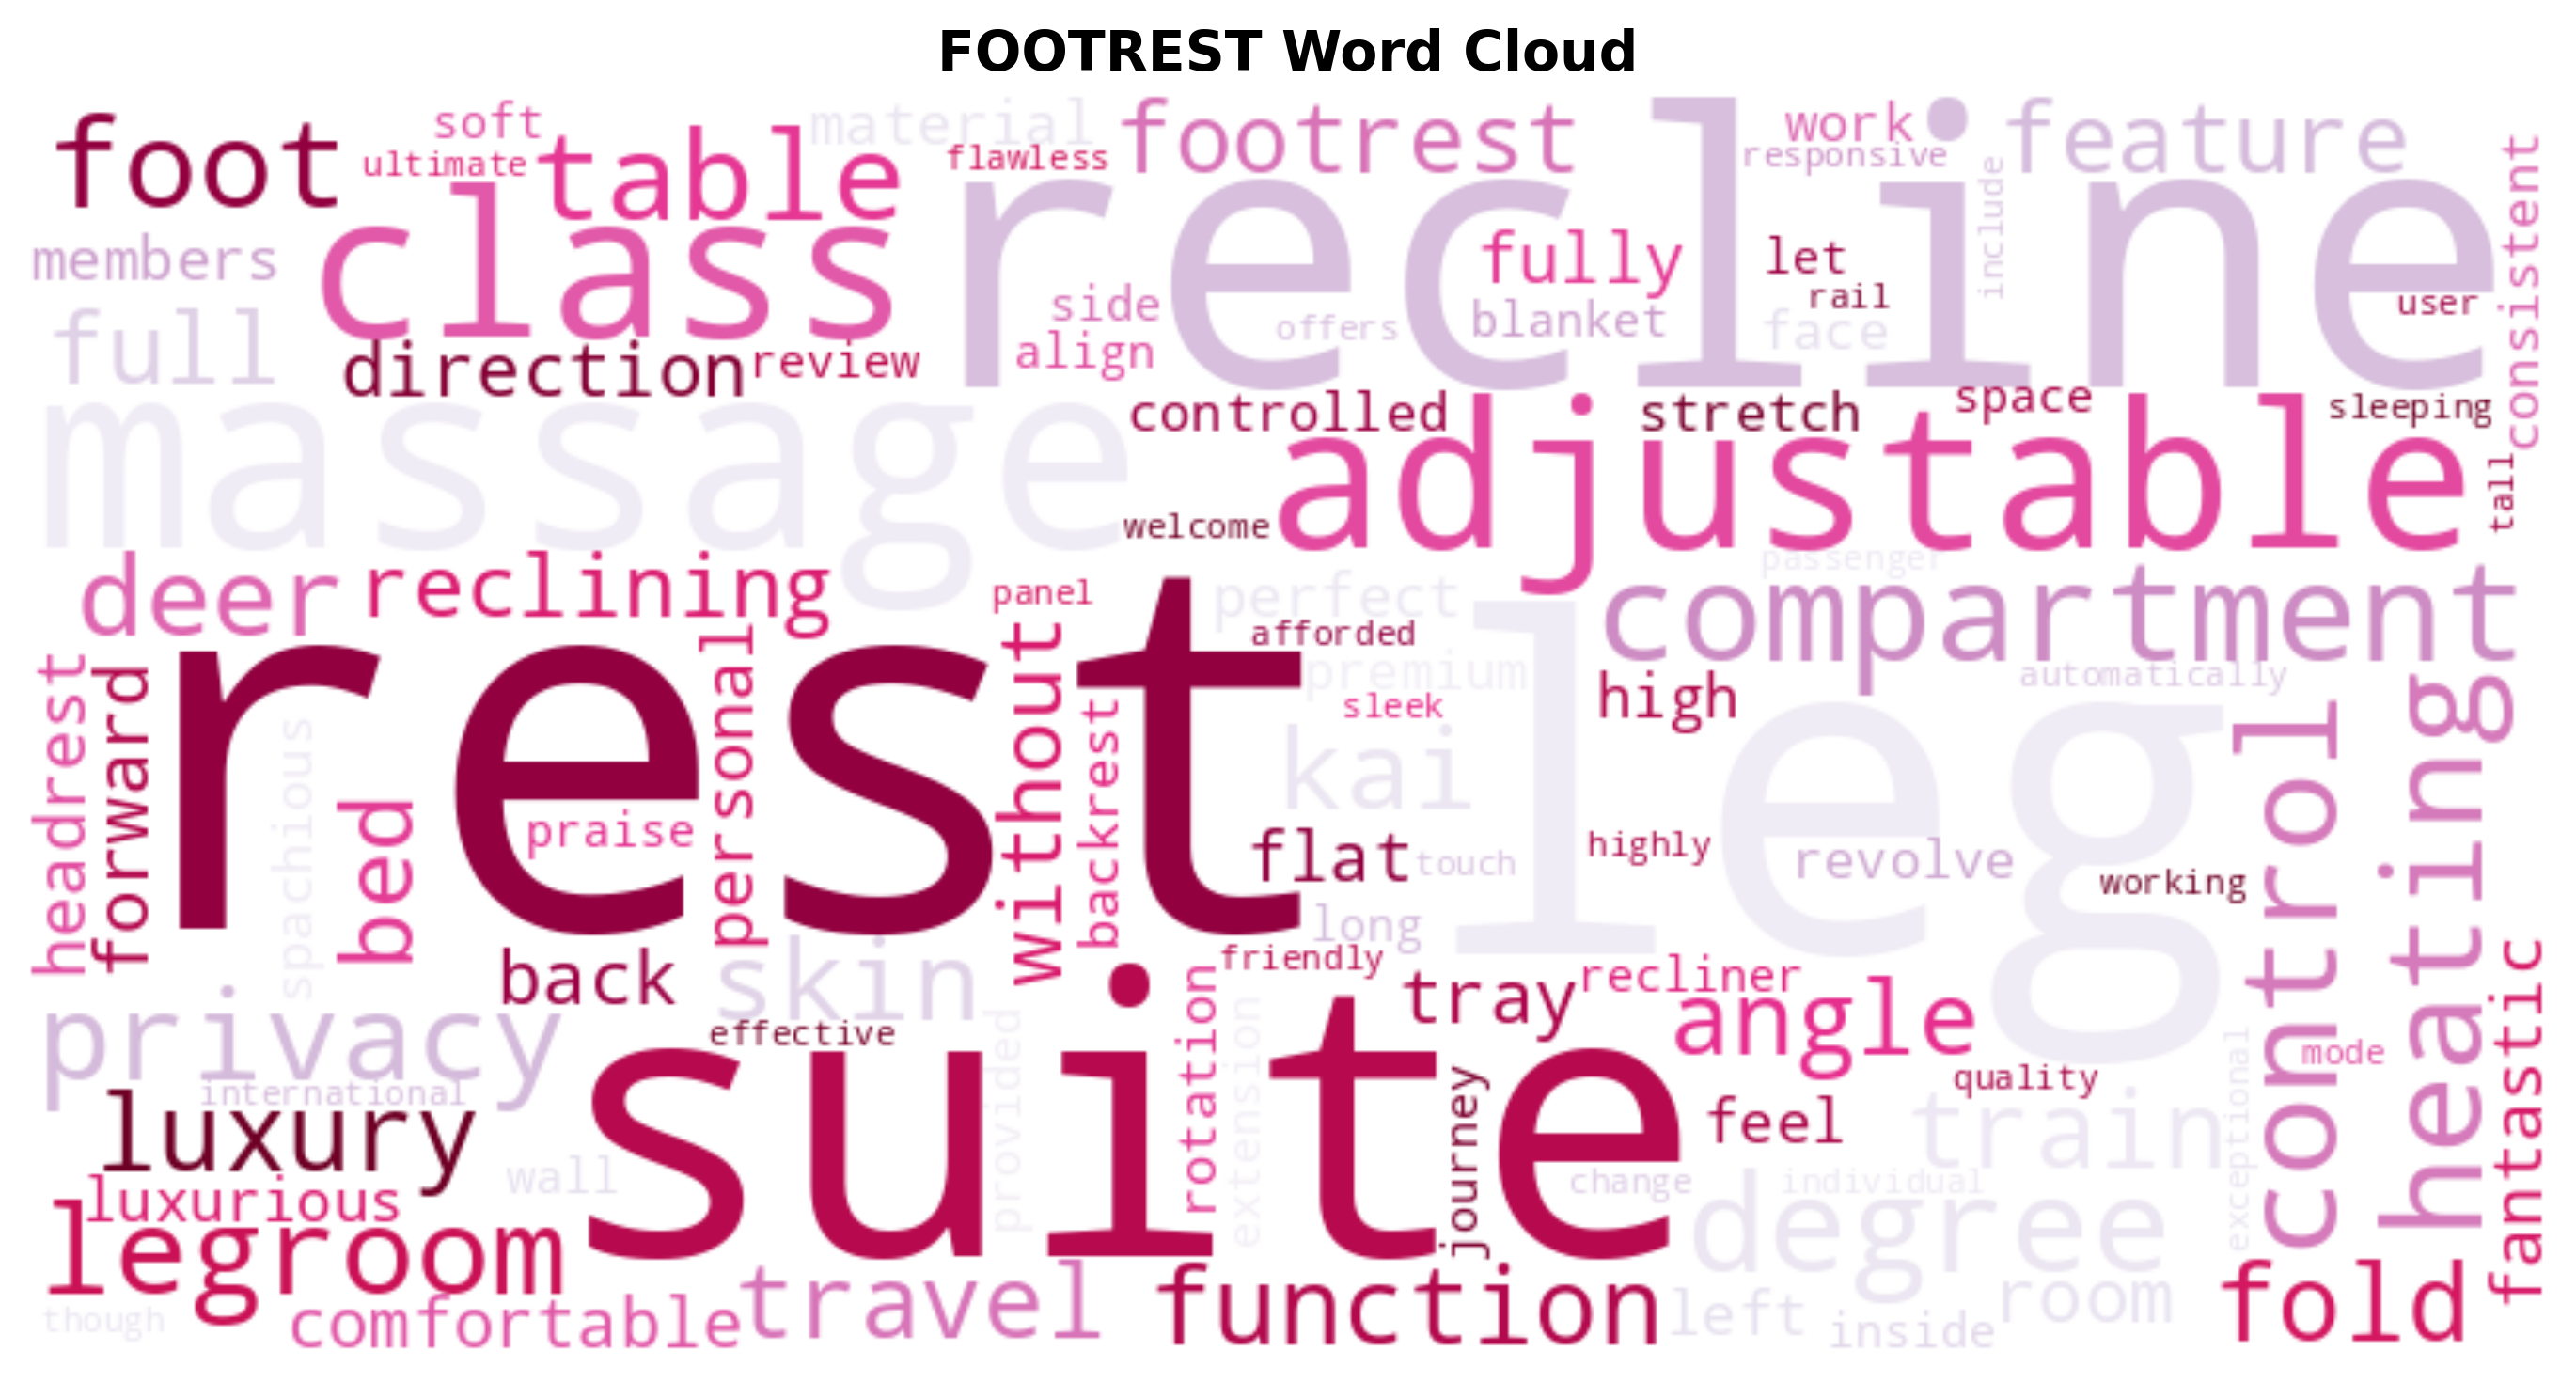 FOOTREST Word Cloud
foot
soft
ultimate
table
material
flawless
footrest
recline
work
responsive
include
feature
consistent
members
class
side
align
offers
fully
blanket
let
rail
face
user
full
direction
review
massage
controlled
adjustable
stretch
space
sleeping
tall
welcome
passenger
deer
reclining
panel
perfect
afforded
premium
compartment
automatically
headrest
forward
rest
spachious
bed
praise
personal
without
backrest
sleek
high
leg
kai
flat
touch
highly
revolve
working
long
control
heating
fantastic
back
skin
friendly
tray
recliner
angle
privacy
international
effective
provided
suite
rotation
extension
journey
quality
mode
feel
train
exceptional
luxury
luxurious
wall
legroom
change
individual
degree
though
comfortable
travel
function
left
inside
room
fold